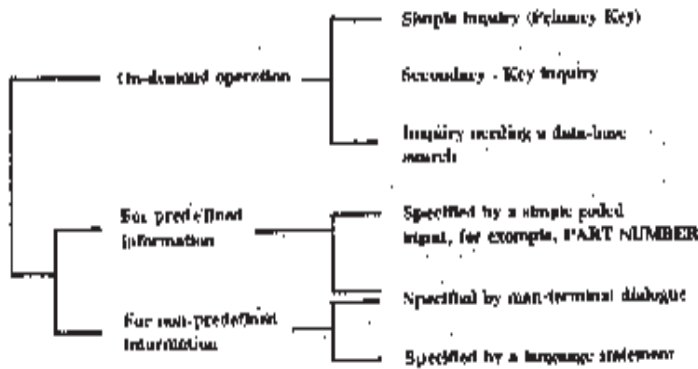 Simple inquiry (Primary Key)
On-demand operation
Secondary - Key inquiry
Inquiry needing a data-base
search
For predefined
information
Specified by a simple coded
input, for example, PART NUMBER
Specified by man-terminal dialogue
For non-predefined
information
Specified by a language statement